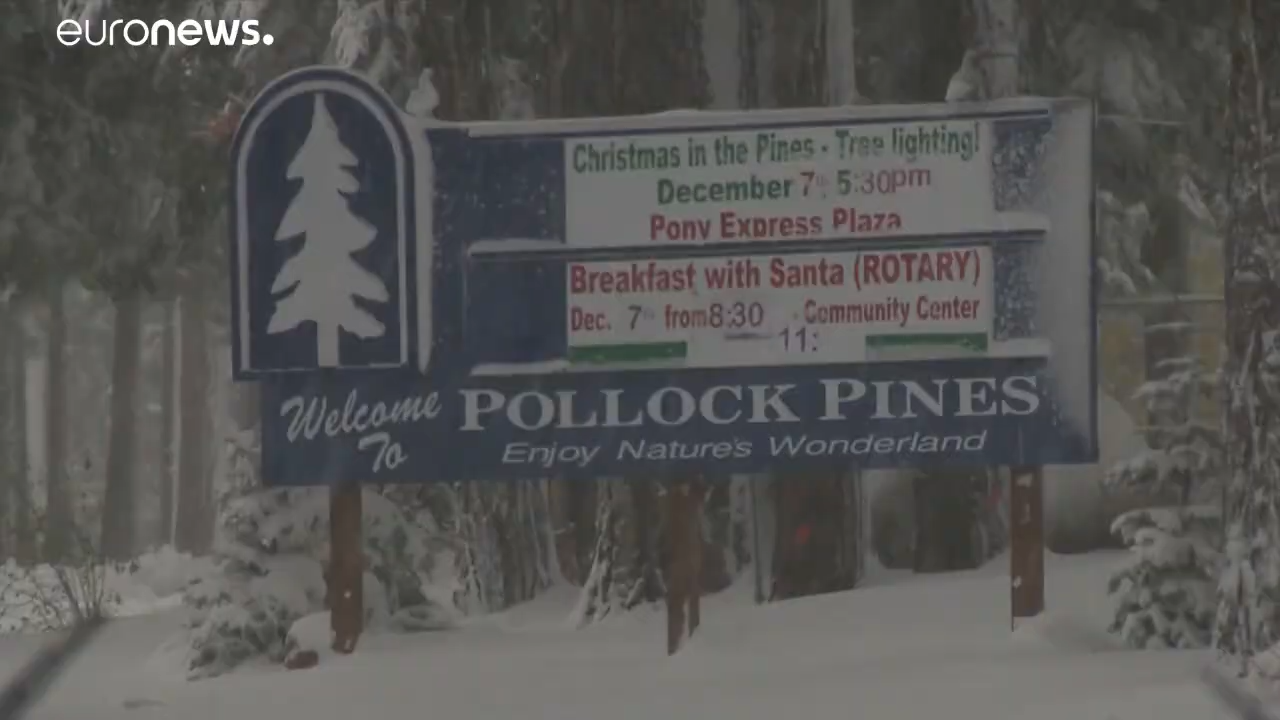 euronews.
Christmas in the Pines - Tree lighting!
December 7th 5:30pm
Pony Express Plaza
Breakfast with Santa (ROTARY)
Dec. 7th from 8:30 - Community Center
11:
Welcome To POLLOCK PINES
Enjoy Nature's Wonderland